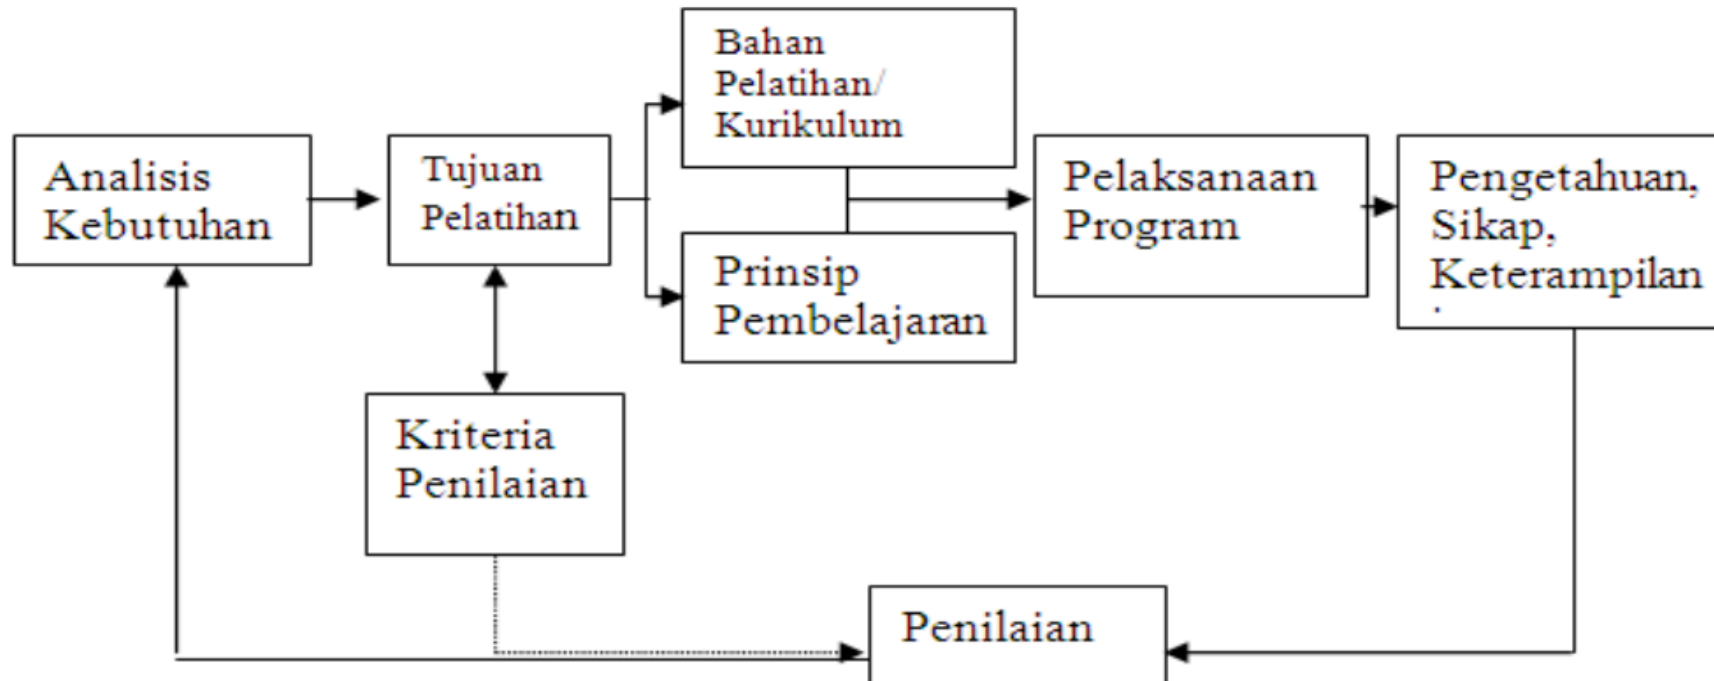 Bahan
Pelatihan/
Kurikulum
Analisis
Kebutuhan
Tujuan
Pelatihan
Pelaksanaan
Program
Pengetahuan,
Sikap,
Keterampilan
Prinsip
Pembelajaran
Kriteria
Penilaian
Penilaian